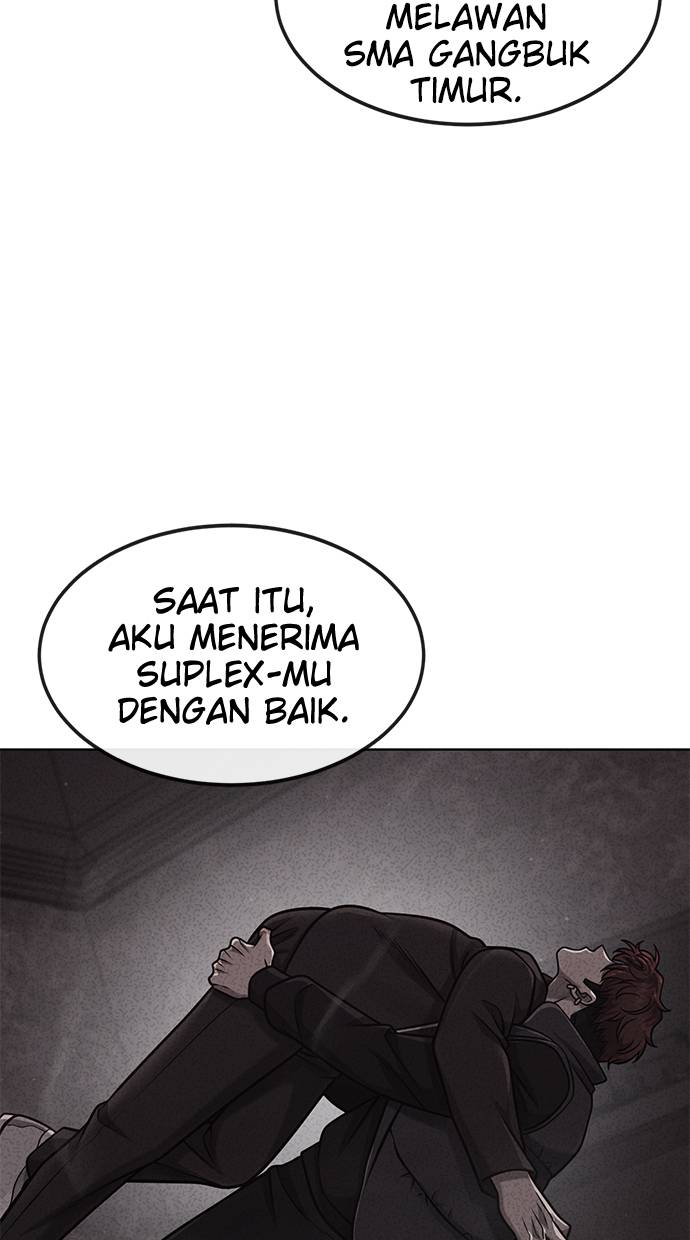 MELAWAN
SMA GANGBUK
TIMUR.
SAAT ITU,
AKU MENERIMA
SUPLEX-MU
DENGAN BAIK.